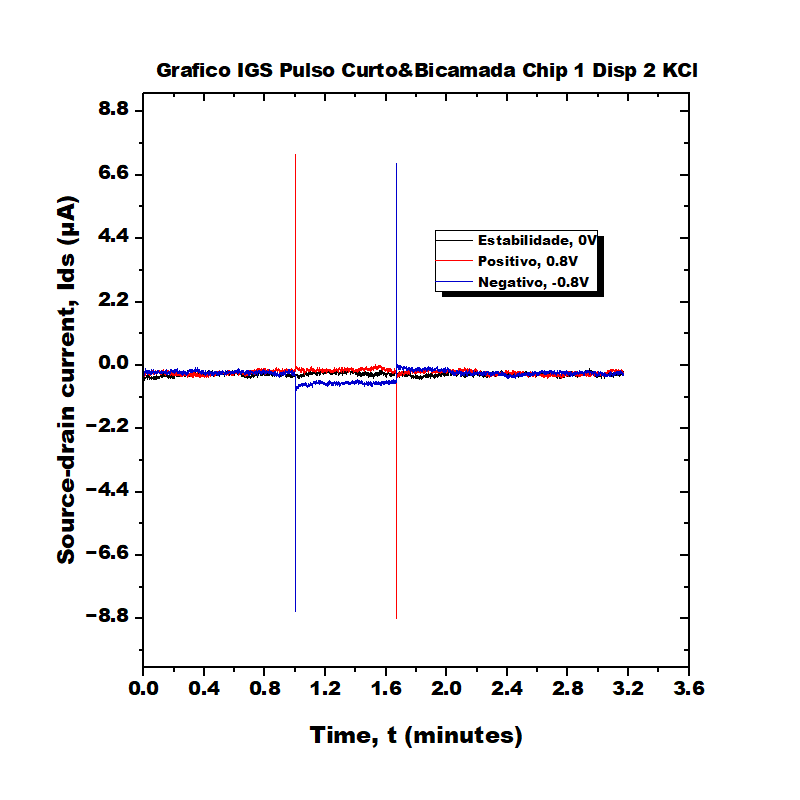 Grafico IGS Pulso Curto&Bicamada Chip 1 Disp 2 KCl
8.8
6.6
4.4
2.2
0.0
−2.2
−4.4
−6.6
−8.8
Source-drain current, Ids (µA)
Estabilidade, 0V
Positivo, 0.8V
Negativo, -0.8V
0.0 0.4 0.8 1.2 1.6 2.0 2.4 2.8 3.2 3.6
Time, t (minutes)